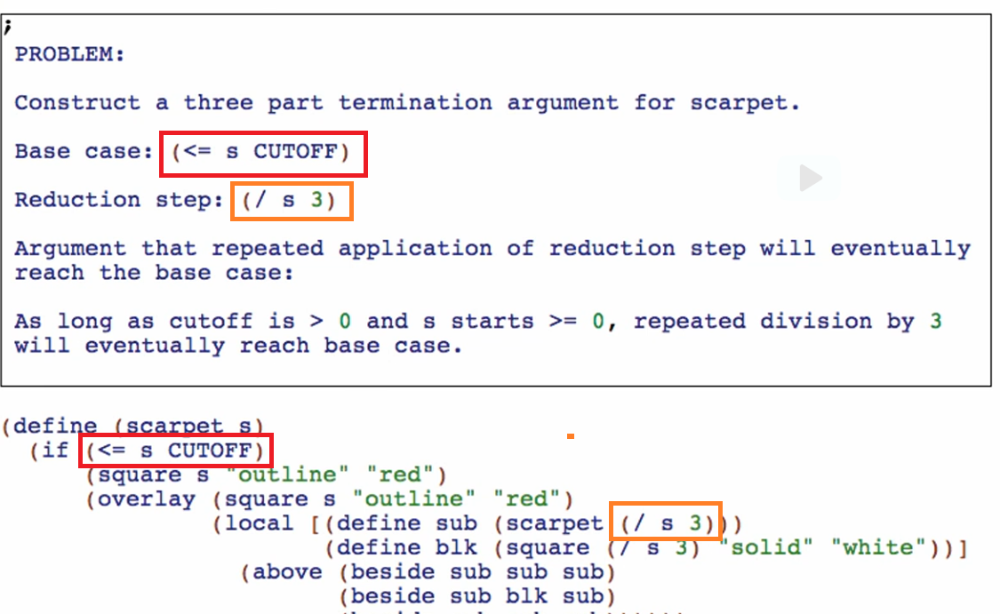 ;
PROBLEM:
Construct a three part termination argument for scarpet.
Base case: (<= s CUTOFF)
Reduction step: (/ s 3)
Argument that repeated application of reduction step will eventually
reach the base case:
As long as cutoff is > 0 and s starts >= 0, repeated division by 3
will eventually reach base case.
(define (scarpet s)
(if (<= s CUTOFF)
(square s "outline" "red")
(overlay (square s "outline" "red")
(local [(define sub (scarpet (/ s 3)))
(define blk (square (/ s 3) "solid" "white"))]
(above (beside sub sub sub)
(beside sub blk sub)